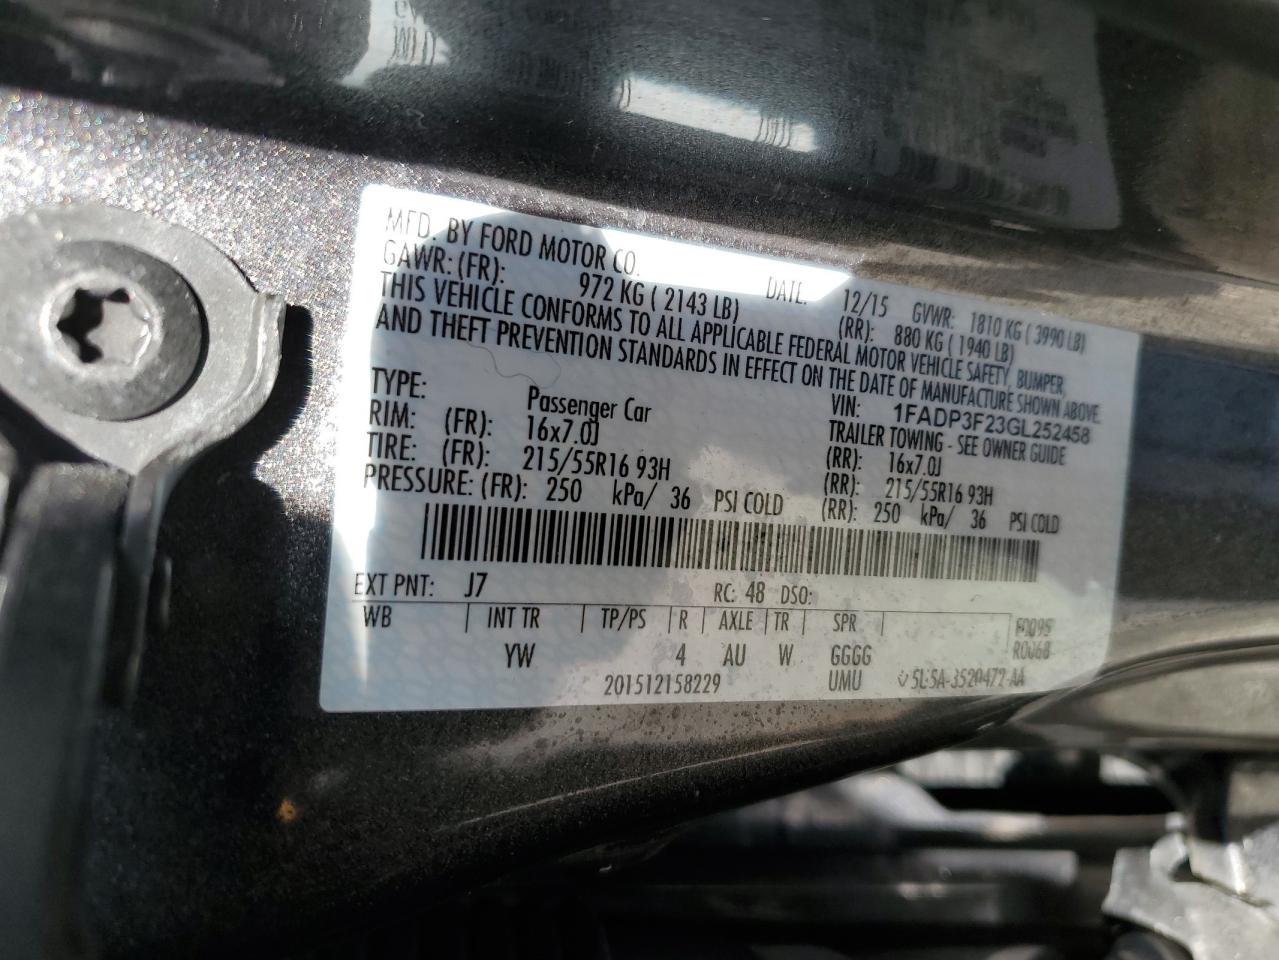 MFD. BY FORD MOTOR CO.
DATE: 12/15 GVWR: 1810 KG ( 3990 LB)
GAWR: (FR): 972 KG ( 2143 LB) (RR): 880 KG ( 1940 LB)
THIS VEHICLE CONFORMS TO ALL APPLICABLE FEDERAL MOTOR VEHICLE SAFETY, BUMPER,
AND THEFT PREVENTION STANDARDS IN EFFECT ON THE DATE OF MANUFACTURE SHOWN ABOVE
VIN: 1FADP3F23GL252458
TYPE: Passenger Car TRAILER TOWING - SEE OWNER GUIDE
RIM: (FR): 16x7.0J (RR): 16x7.0J
TIRE: (FR): 215/55R16 93H (RR): 215/55R16 93H
PRESSURE: (FR): 250 kPa/ 36 PSI COLD (RR): 250 kPa/ 36 PSI COLD
EXT PNT: J7 RC: 48 DSO:
WB INT TR TP/PS R AXLE TR SPR
YW 4 AU W GGGG
201512158229 UMU